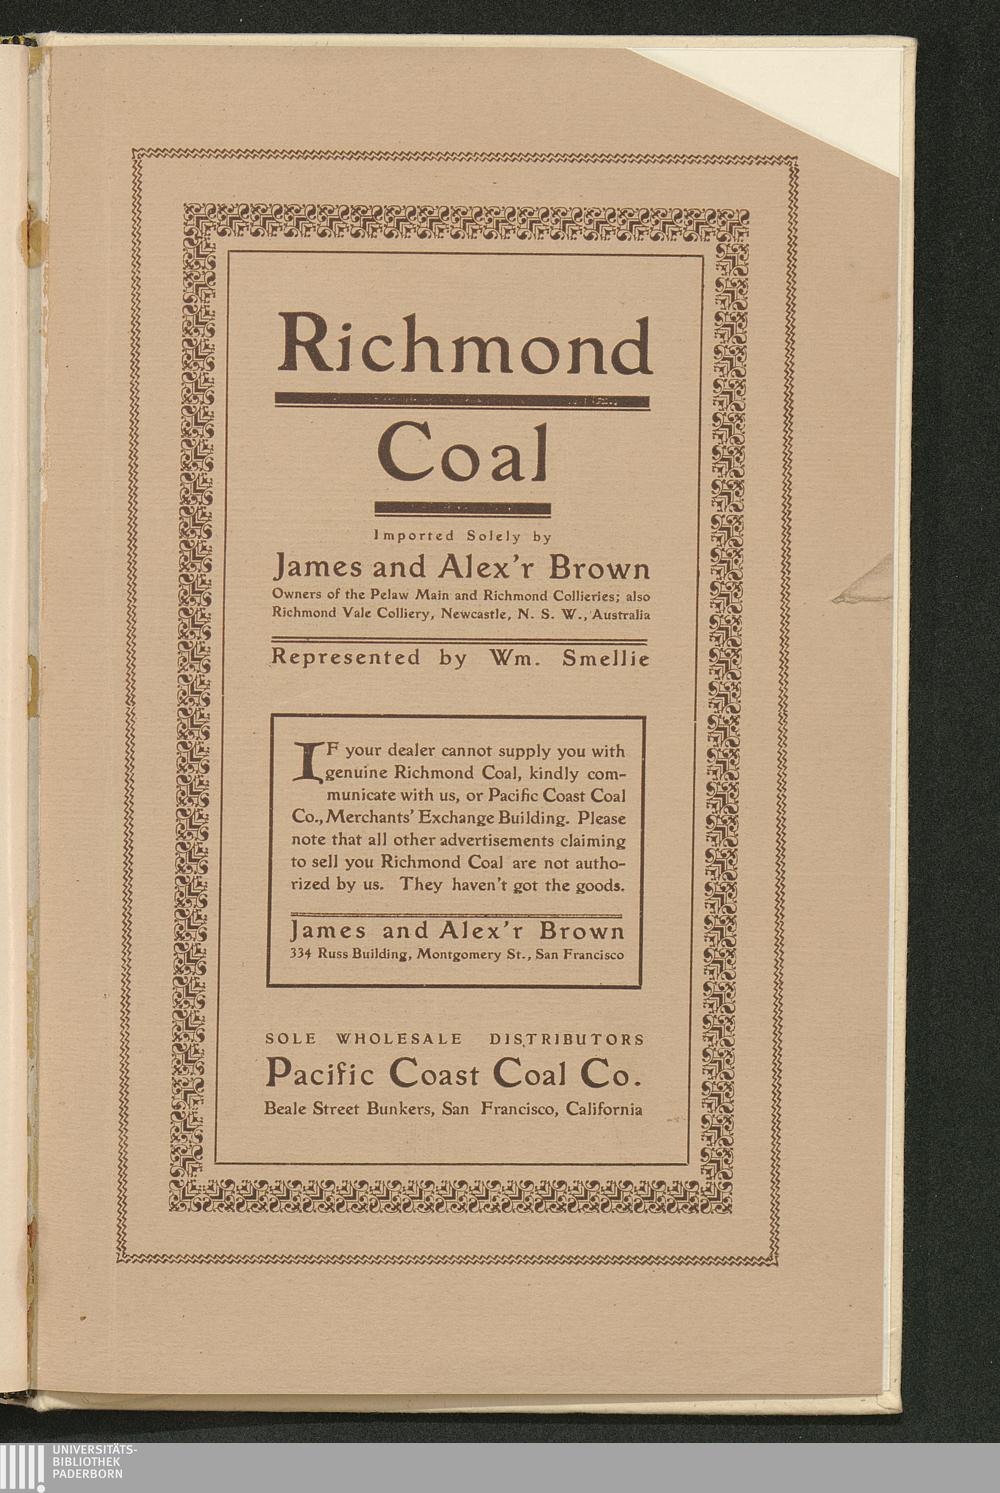 Richmond
Coal
Imported Solely by
James and Alex'r Brown
Owners of the Pelaw Main and Richmond Collieries; also
Richmond Vale Colliery, Newcastle, N. S. W., Australia
Represented by Wm. Smellie
IF your dealer cannot supply you with
genuine Richmond Coal, kindly com-
municate with us, or Pacific Coast Coal
Co., Merchants' Exchange Building. Please
note that all other advertisements claiming
to sell you Richmond Coal are not autho-
rized by us. They haven't got the goods.
James and Alex'r Brown
334 Russ Building, Montgomery St., San Francisco
SOLE WHOLESALE DISTRIBUTORS
Pacific Coast Coal Co.
Beale Street Bunkers, San Francisco, California
UNIVERSITÄTS-
BIBLIOTHEK
PADERBORN